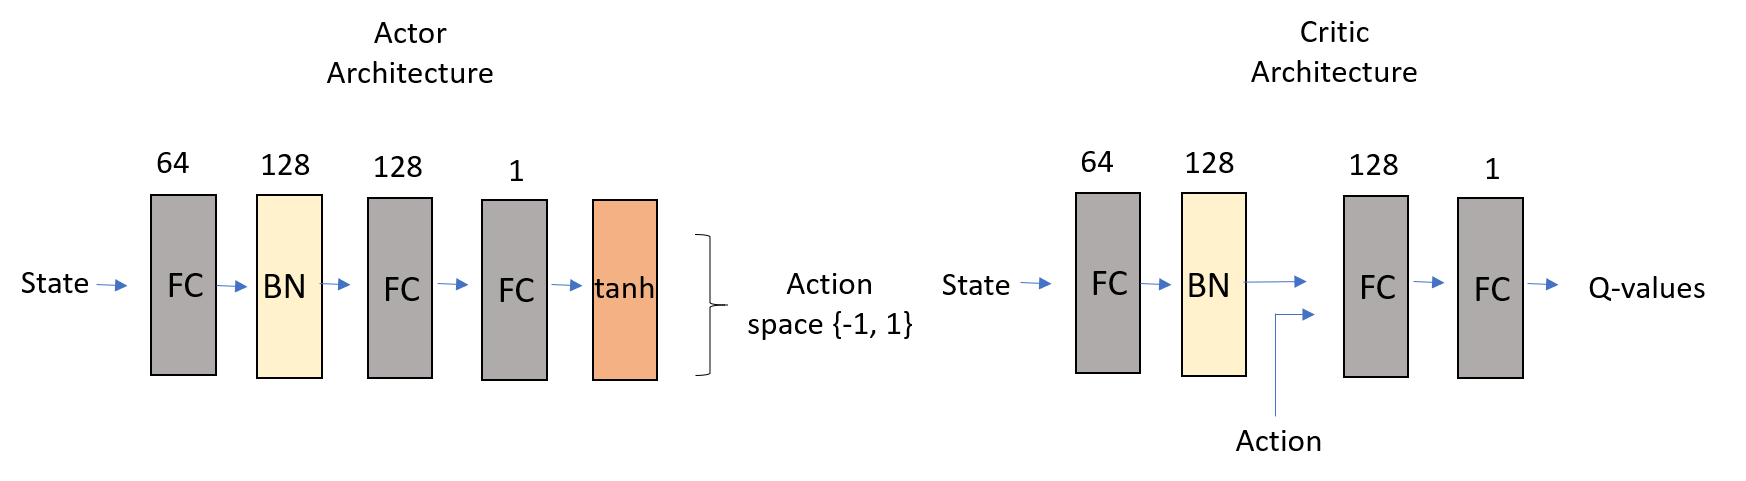 Actor
Architecture
64
128
128
1
State
FC
BN
FC
FC
tanh
Action
space {-1, 1}
Critic
Architecture
64
128
128
1
State
FC
BN
FC
FC
Q-values
Action